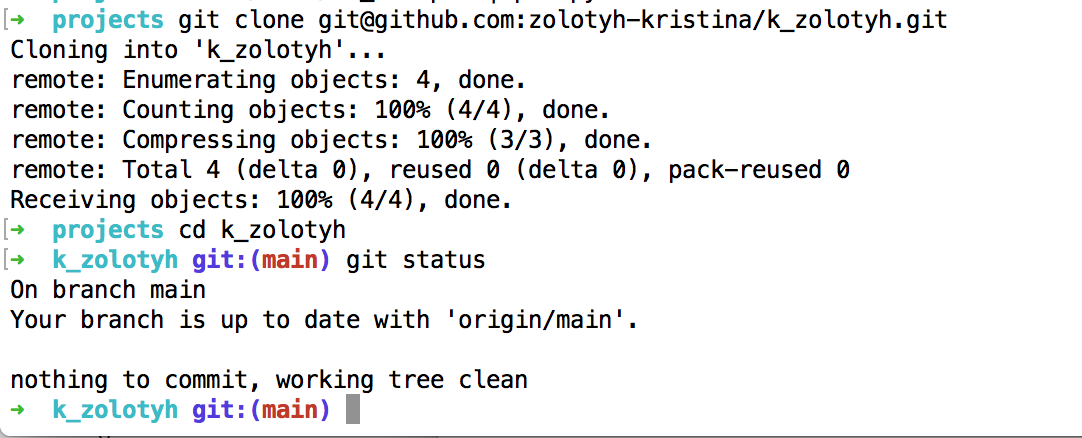 ➜  projects git clone git@github.com:zolotyh-kristina/k_zolotyh.git
Cloning into 'k_zolotyh'...
remote: Enumerating objects: 4, done.
remote: Counting objects: 100% (4/4), done.
remote: Compressing objects: 100% (3/3), done.
remote: Total 4 (delta 0), reused 0 (delta 0), pack-reused 0
Receiving objects: 100% (4/4), done.
➜  projects cd k_zolotyh
➜  k_zolotyh git:(main) git status
On branch main
Your branch is up to date with 'origin/main'.
nothing to commit, working tree clean
➜  k_zolotyh git:(main)